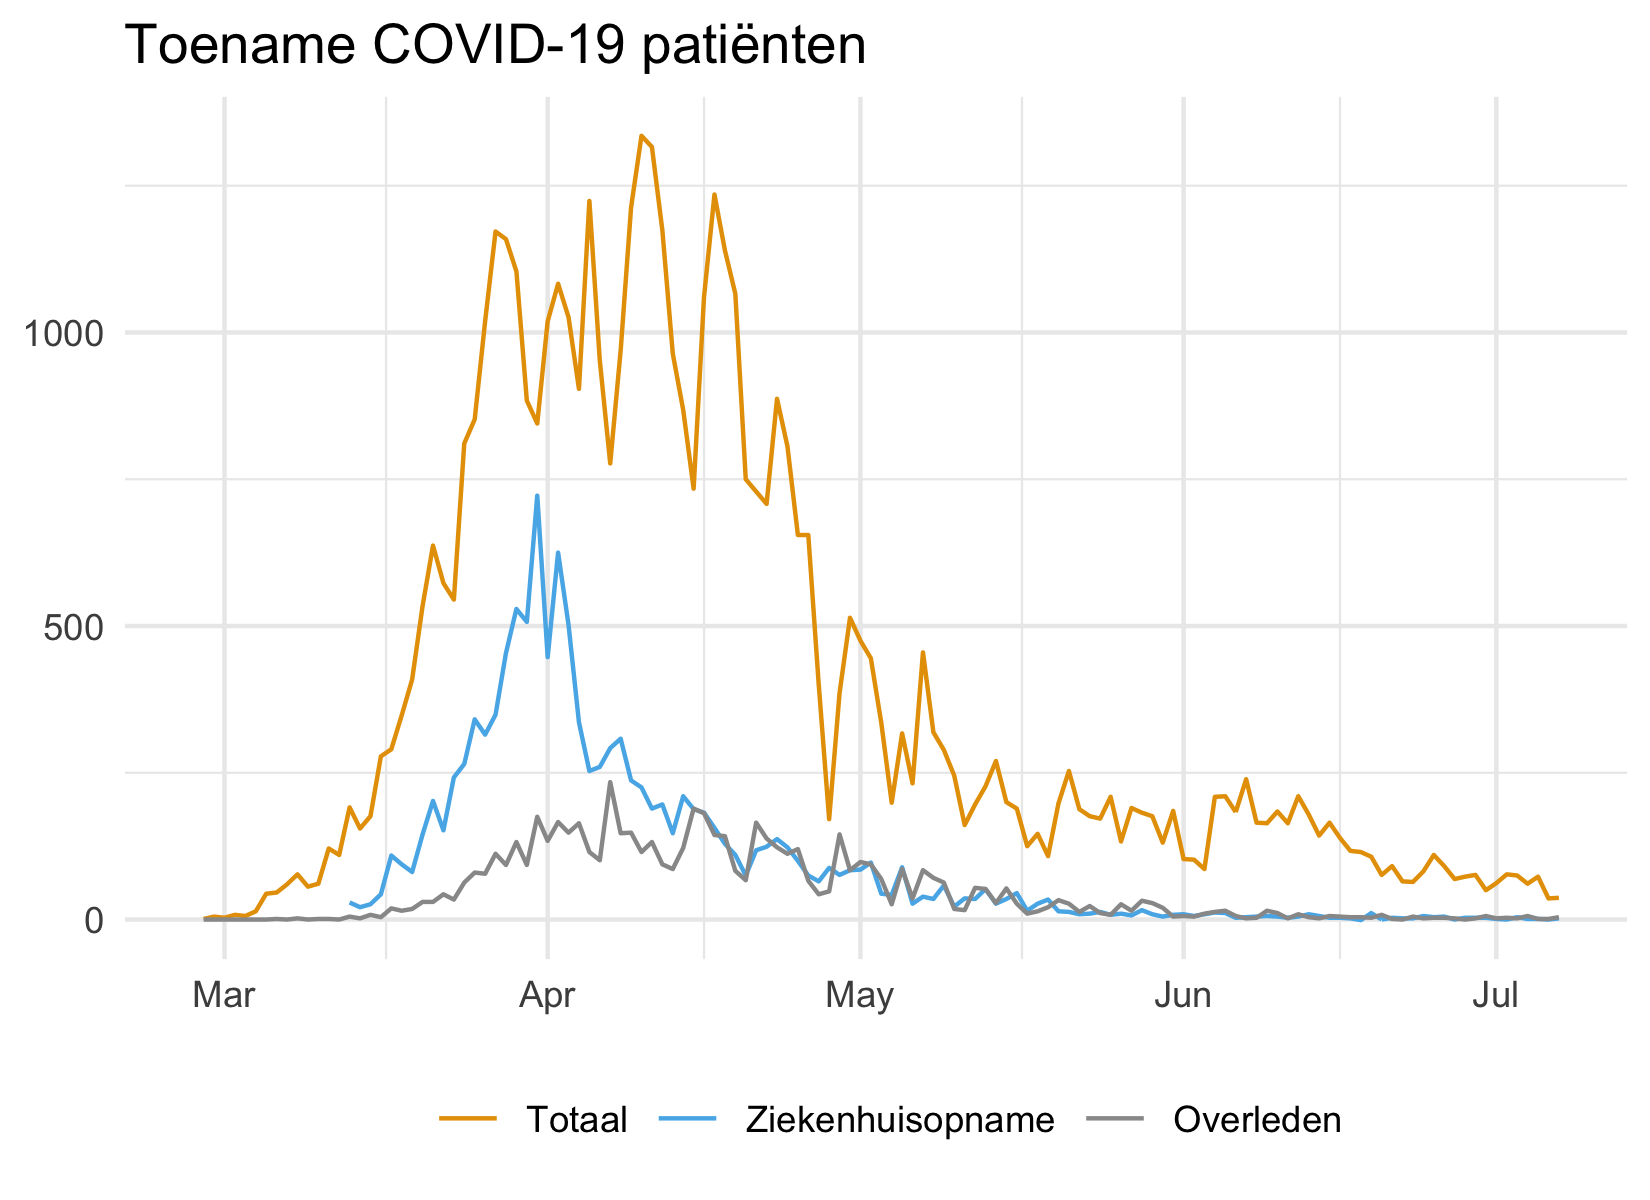 Toename COVID-19 patiënten
1000
500
0
Mar Apr May Jun Jul
Totaal Ziekenhuisopname Overleden